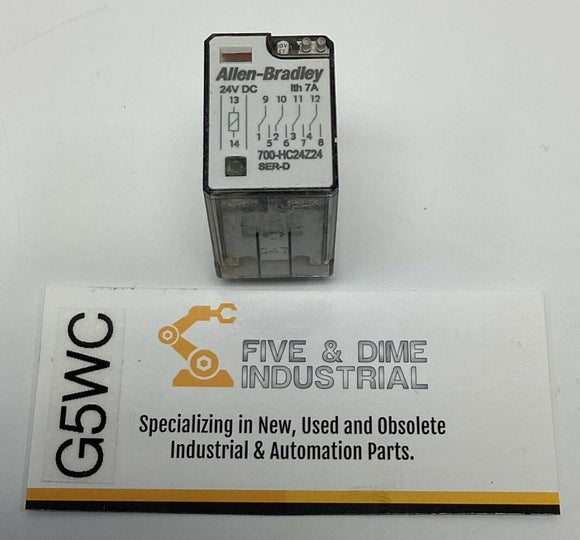 Allen-Bradley
24V DC Ith 7A
13 9 10 11 12
14 1 5 2 6 3 7 4 8
700-HC24Z24
SER-D
G5WC
FIVE & DIME
INDUSTRIAL
Specializing in New, Used and Obsolete
Industrial & Automation Parts.